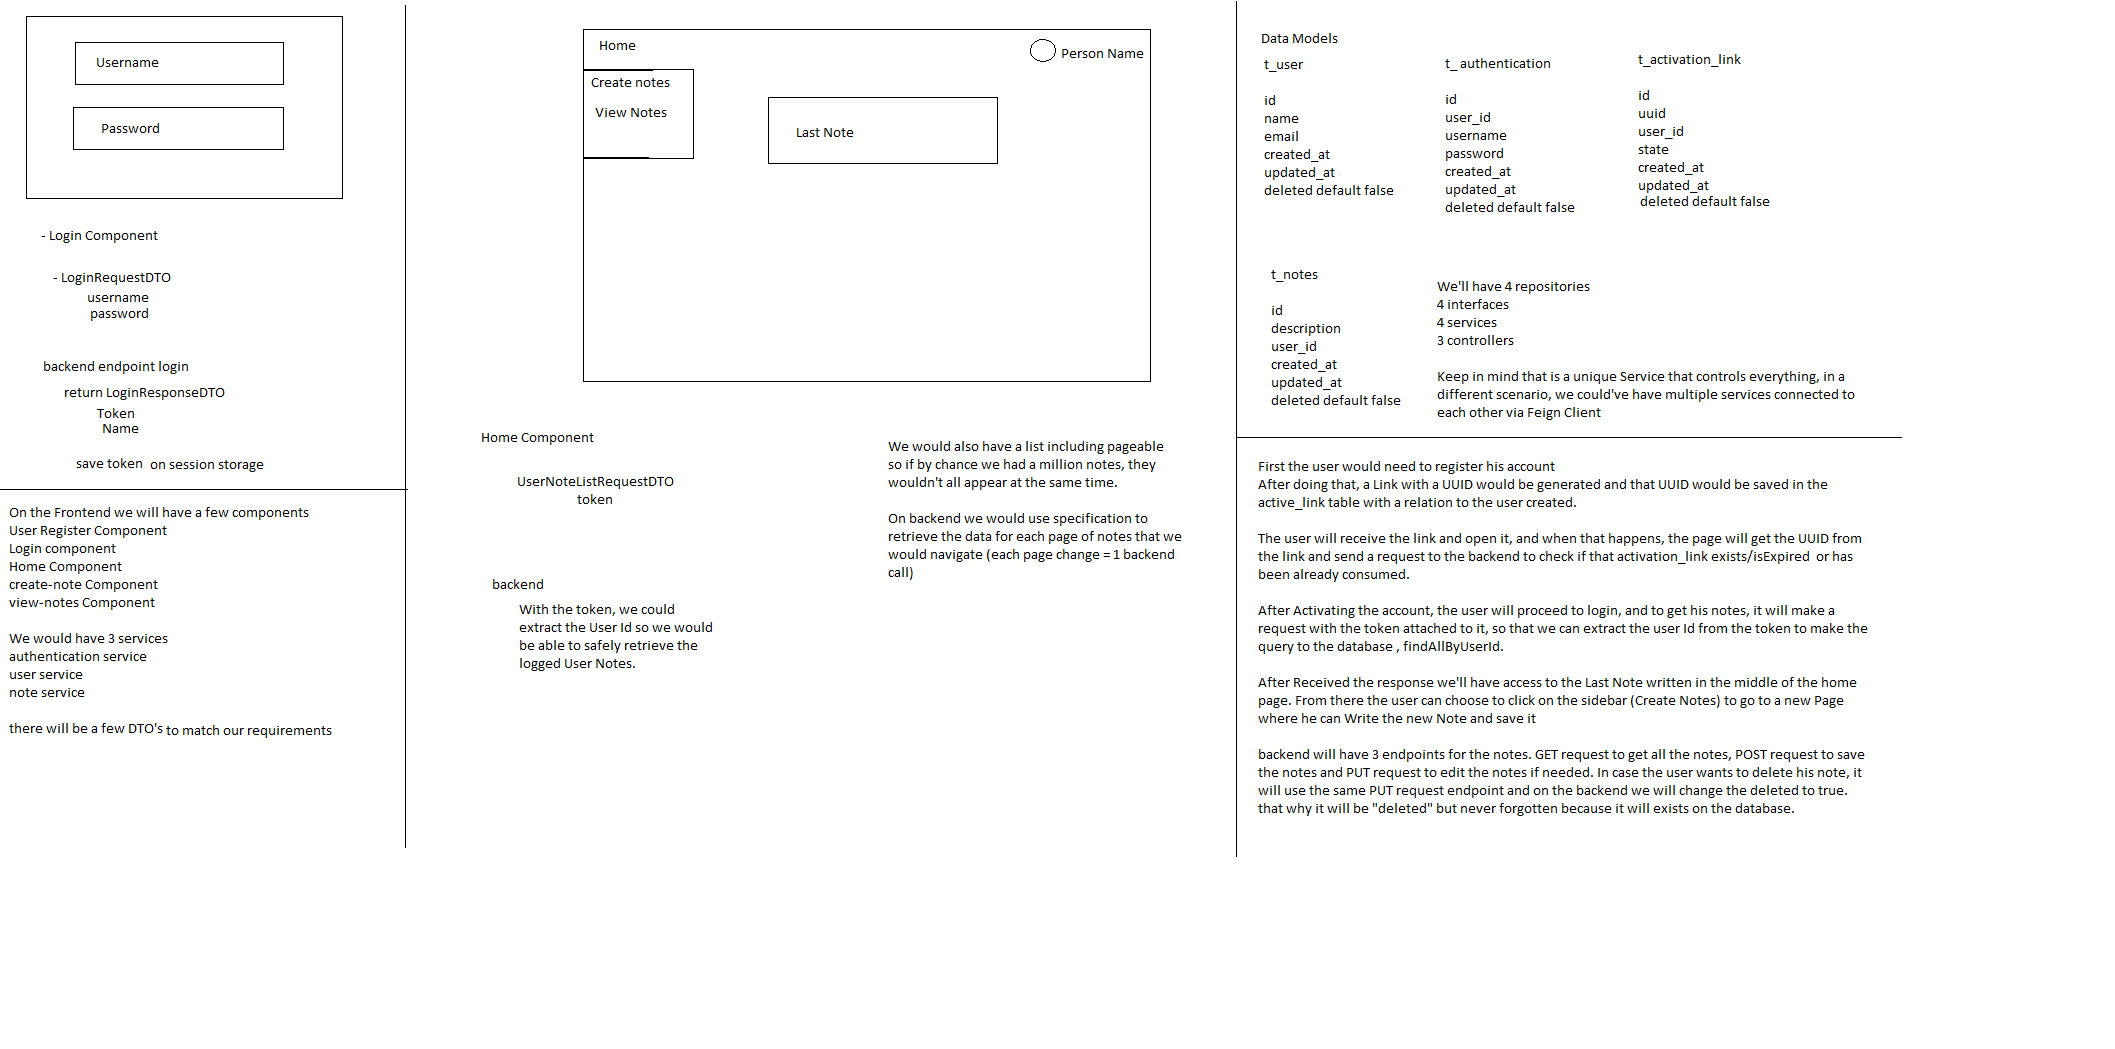 Username
Password
- Login Component
- LoginRequestDTO
username
password
backend endpoint login
return LoginResponseDTO
Token
Name
save token on session storage
On the Frontend we will have a few components
User Register Component
Login component
Home Component
create-note Component
view-notes Component
We would have 3 services
authentication service
user service
note service
there will be a few DTO's to match our requirements
Home
Person Name
Create notes
View Notes
Last Note
Home Component
UserNoteListRequestDTO
token
backend
With the token, we could
extract the User Id so we would
be able to safely retrieve the
logged User Notes.
We would also have a list including pageable
so if by chance we had a million notes, they
wouldn't all appear at the same time.
On backend we would use specification to
retrieve the data for each page of notes that we
would navigate (each page change = 1 backend
call)
Data Models
t_user
id
name
email
created_at
updated_at
deleted default false
t_ authentication
id
user_id
username
password
created_at
updated_at
deleted default false
t_activation_link
id
uuid
user_id
state
created_at
updated_at
deleted default false
t_notes
id
description
user_id
created_at
updated_at
deleted default false
We'll have 4 repositories
4 interfaces
4 services
3 controllers
Keep in mind that is a unique Service that controls everything, in a
different scenario, we could've have multiple services connected to
each other via Feign Client
First the user would need to register his account
After doing that, a Link with a UUID would be generated and that UUID would be saved in the
active_link table with a relation to the user created.
The user will receive the link and open it, and when that happens, the page will get the UUID from
the link and send a request to the backend to check if that activation_link exists/isExpired or has
been already consumed.
After Activating the account, the user will proceed to login, and to get his notes, it will make a
request with the token attached to it, so that we can extract the user Id from the token to make the
query to the database , findAllByUserId.
After Received the response we'll have access to the Last Note written in the middle of the home
page. From there the user can choose to click on the sidebar (Create Notes) to go to a new Page
where he can Write the new Note and save it
backend will have 3 endpoints for the notes. GET request to get all the notes, POST request to save
the notes and PUT request to edit the notes if needed. In case the user wants to delete his note, it
will use the same PUT request endpoint and on the backend we will change the deleted to true.
that why it will be "deleted" but never forgotten because it will exists on the database.